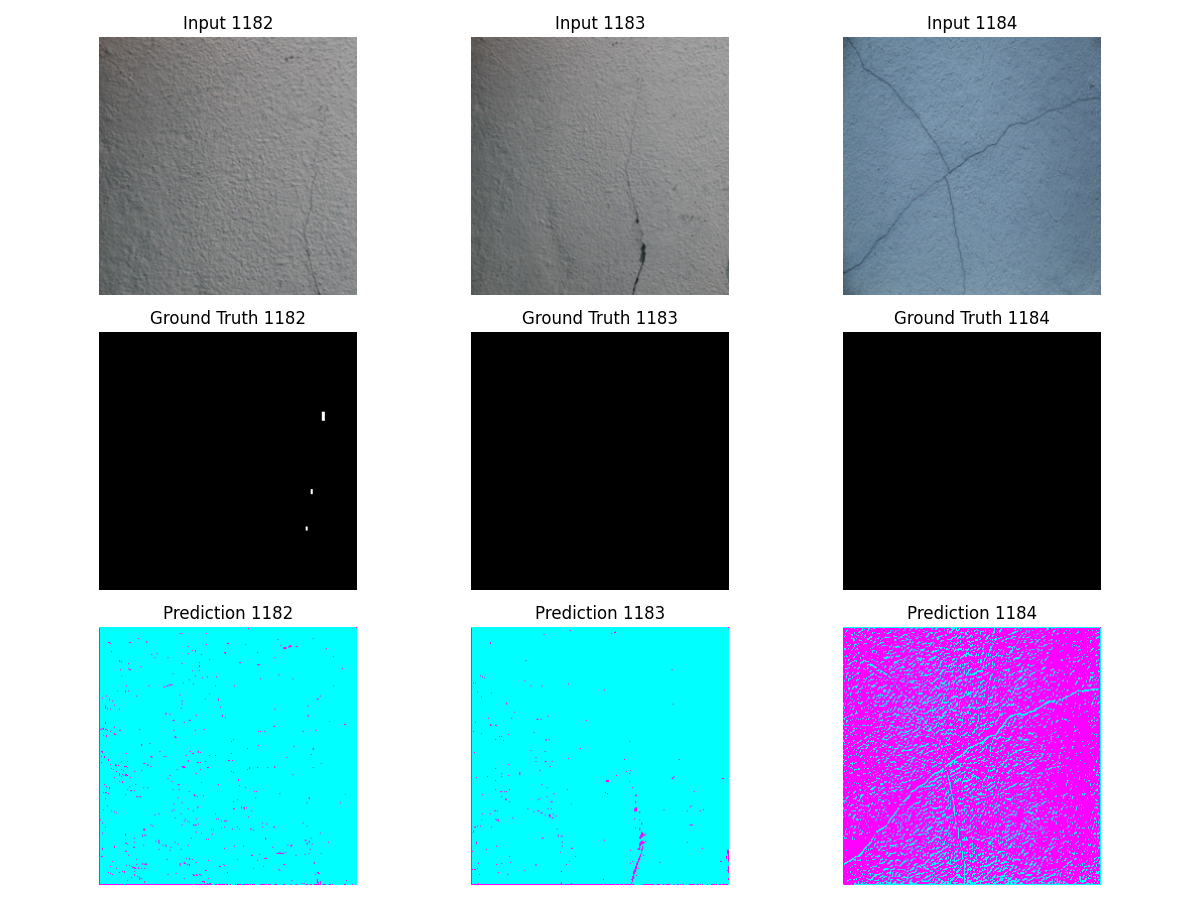 Input 1182
Input 1183
Input 1184
Ground Truth 1182
Ground Truth 1183
Ground Truth 1184
Prediction 1182
Prediction 1183
Prediction 1184